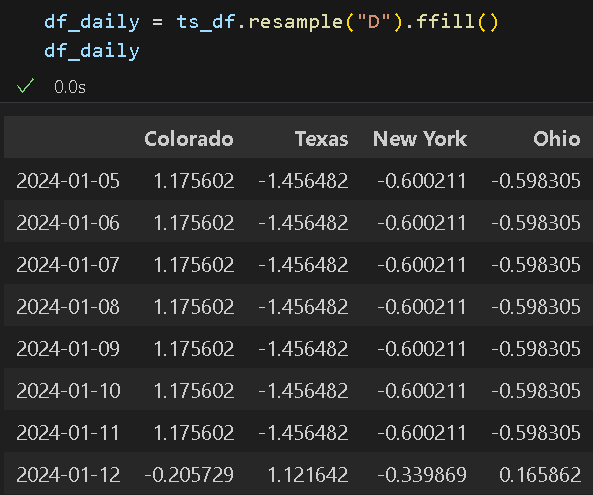 df_daily = ts_df.resample("D").ffill()
df_daily
0.0s
Colorado Texas New York Ohio
2024-01-05 1.175602 -1.456482 -0.600211 -0.598305
2024-01-06 1.175602 -1.456482 -0.600211 -0.598305
2024-01-07 1.175602 -1.456482 -0.600211 -0.598305
2024-01-08 1.175602 -1.456482 -0.600211 -0.598305
2024-01-09 1.175602 -1.456482 -0.600211 -0.598305
2024-01-10 1.175602 -1.456482 -0.600211 -0.598305
2024-01-11 1.175602 -1.456482 -0.600211 -0.598305
2024-01-12 -0.205729 1.121642 -0.339869 0.165862